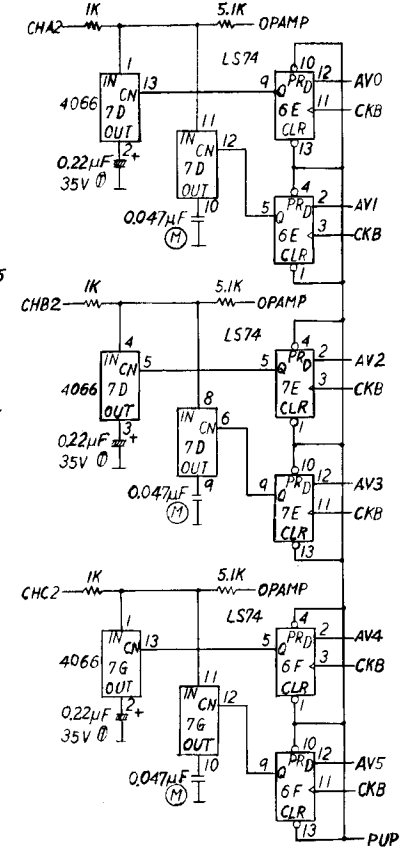 1K 5.1K
CHA2 OPAMP
LS74
1 10
IN 13 9 PR D 12 AV0
4066 CN Q 11 CKB
7D 6E
OUT 11 CLR
2 IN 12 13
0.22µF + CN
35V T 7D 4
OUT 5 PR D 2 AV1
10 Q 3 CKB
0.047µF 6E
M CLR
1
1K 5.1K
CHB2 OPAMP
LS74
4 4
IN 5 5 PR D 2 AV2
4066 CN Q 3 CKB
7D 7E
OUT 8 CLR
3 IN 6 1
0.22µF + CN
35V T 7D 10
OUT 9 PR D 12 AV3
9 Q 11 CKB
0.047µF 7E
M CLR
13
1K 5.1K
CHC2 OPAMP
LS74
1 4
IN 13 5 PR D 2 AV4
4066 CN Q 3 CKB
7G 6F
OUT 11 CLR
2 IN 12 1
0.22µF + CN
35V T 7G 10
OUT 9 PR D 12 AV5
10 Q 11 CKB
0.047µF 6F
M CLR
13
PUP